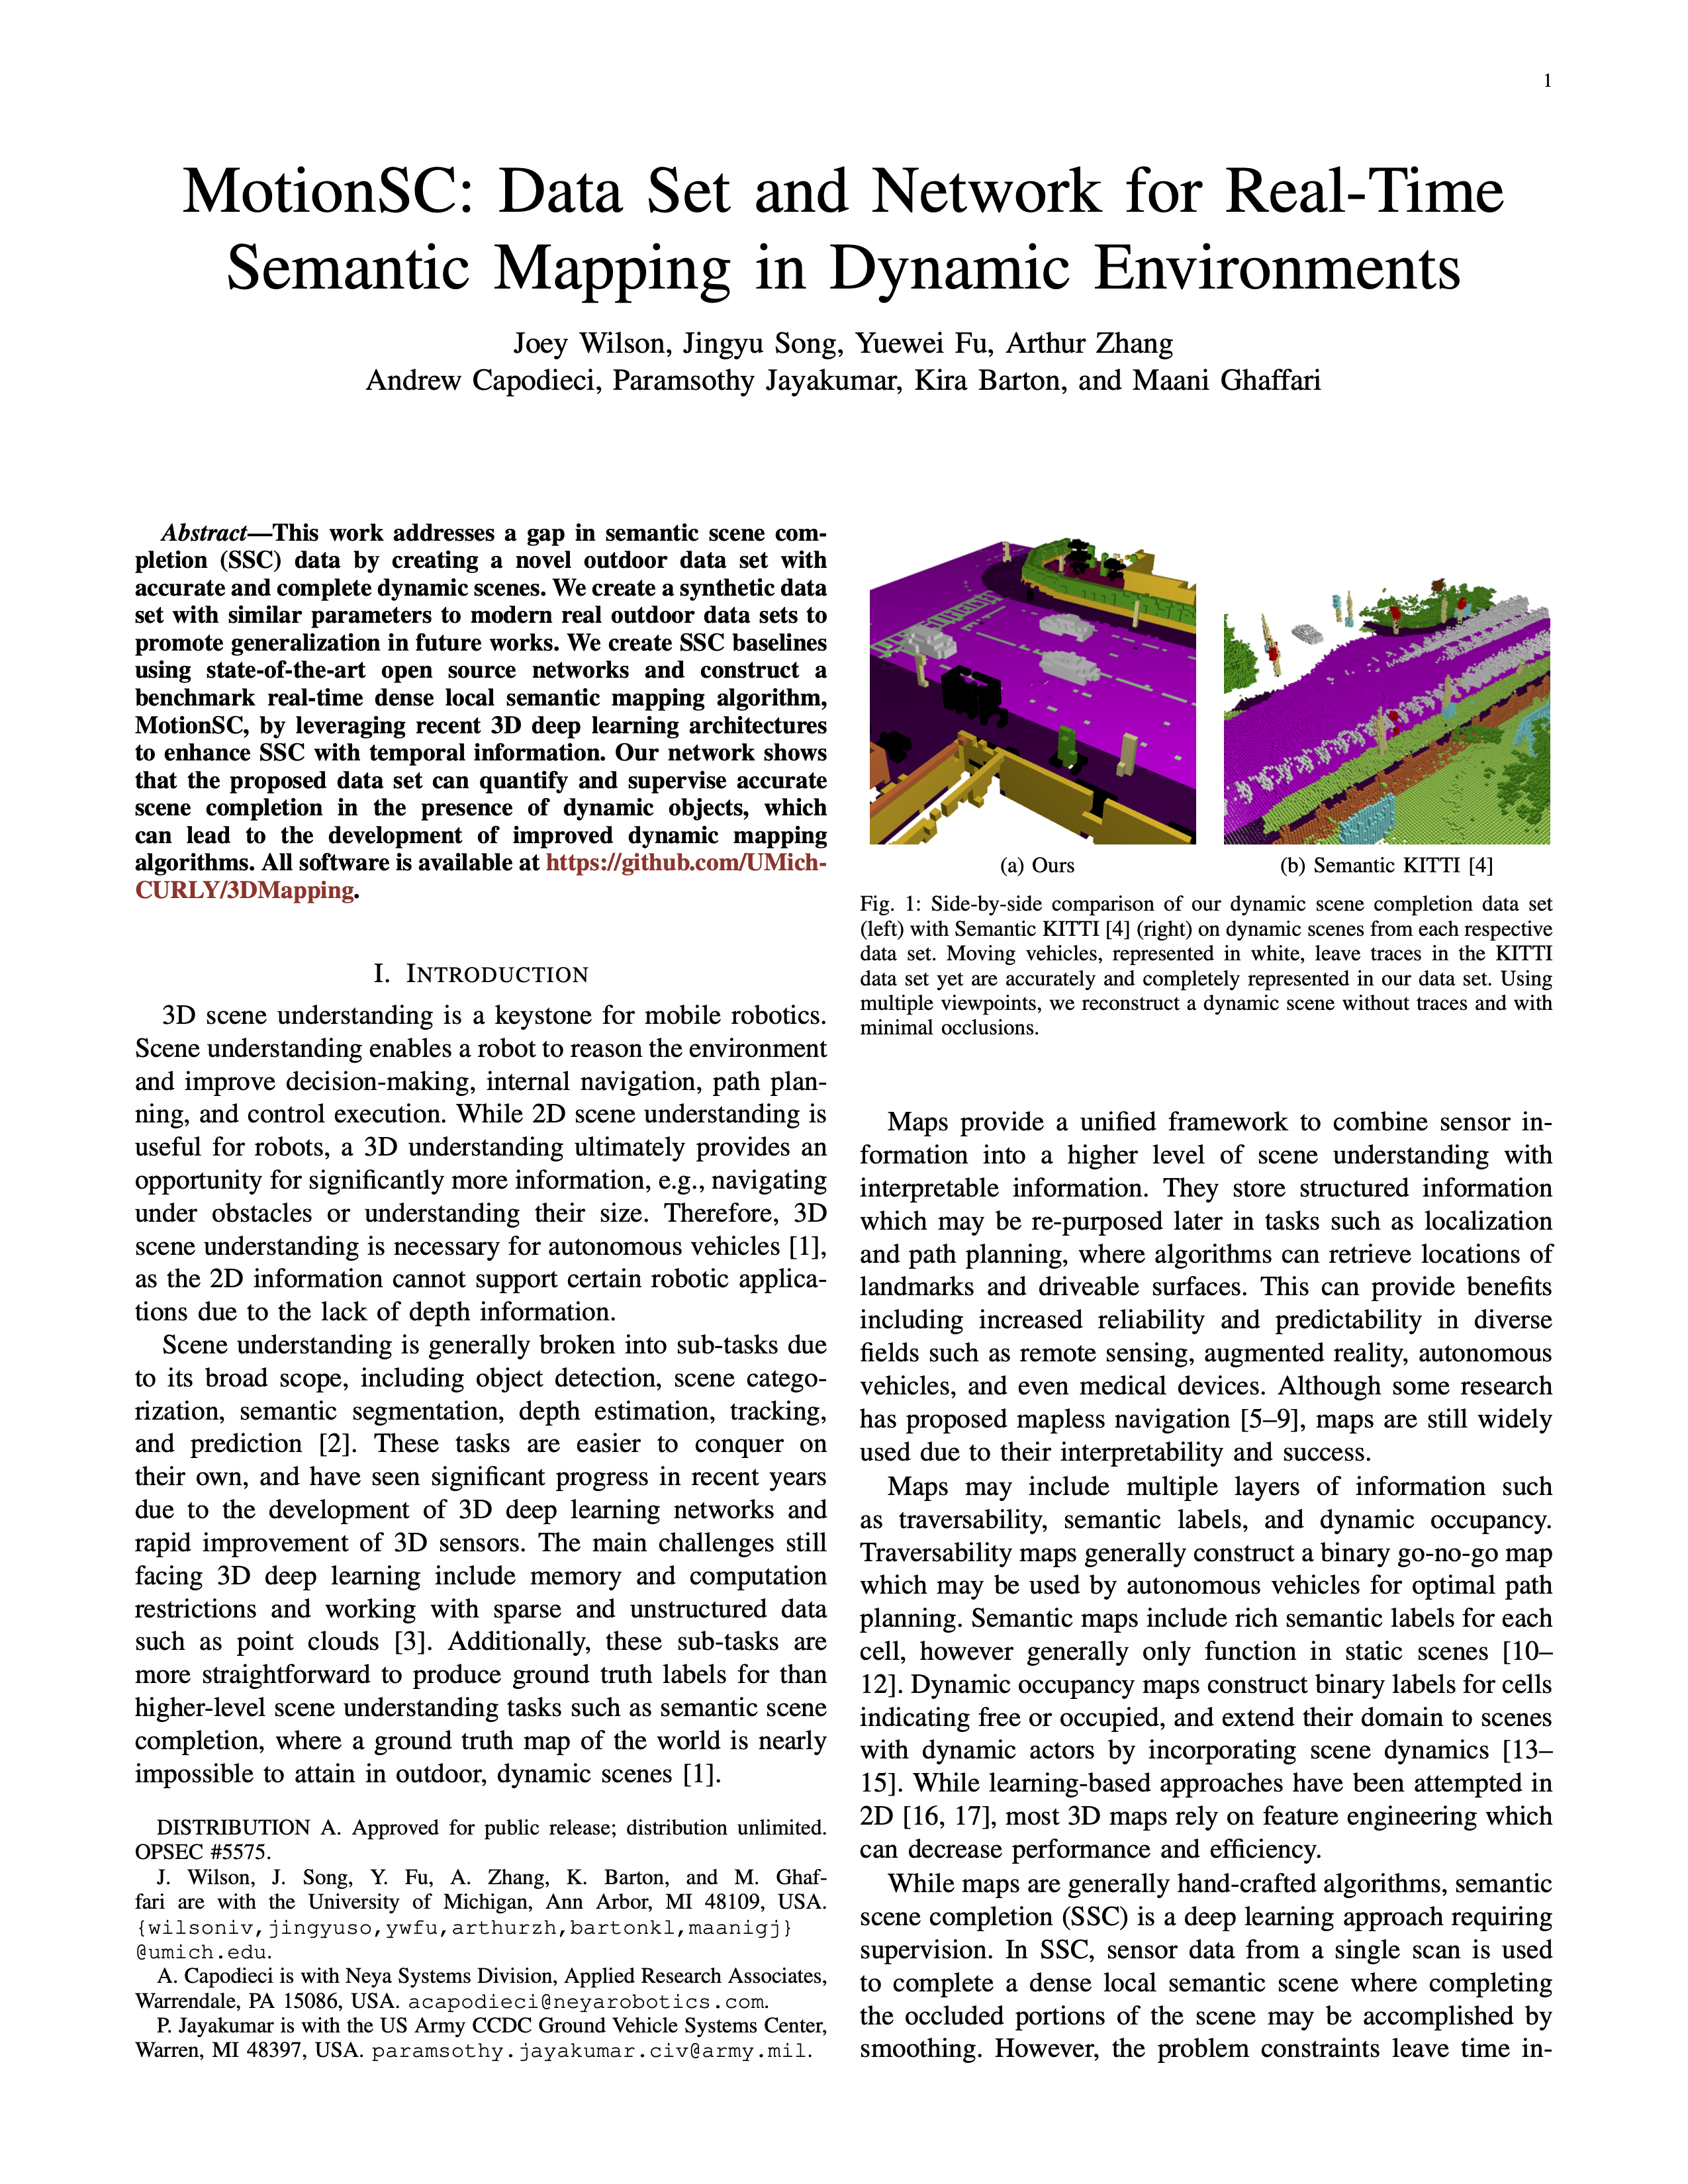 1
MotionSC: Data Set and Network for Real-Time
Semantic Mapping in Dynamic Environments
Joey Wilson, Jingyu Song, Yuewei Fu, Arthur Zhang
Andrew Capodieci, Paramsothy Jayakumar, Kira Barton, and Maani Ghaffari
Abstract—This work addresses a gap in semantic scene com-
pletion (SSC) data by creating a novel outdoor data set with
accurate and complete dynamic scenes. We create a synthetic data
set with similar parameters to modern real outdoor data sets to
promote generalization in future works. We create SSC baselines
using state-of-the-art open source networks and construct a
benchmark real-time dense local semantic mapping algorithm,
MotionSC, by leveraging recent 3D deep learning architectures
to enhance SSC with temporal information. Our network shows
that the proposed data set can quantify and supervise accurate
scene completion in the presence of dynamic objects, which
can lead to the development of improved dynamic mapping
algorithms. All software is available at https://github.com/UMich-
CURLY/3DMapping.
I. INTRODUCTION
3D scene understanding is a keystone for mobile robotics.
Scene understanding enables a robot to reason the environment
and improve decision-making, internal navigation, path plan-
ning, and control execution. While 2D scene understanding is
useful for robots, a 3D understanding ultimately provides an
opportunity for significantly more information, e.g., navigating
under obstacles or understanding their size. Therefore, 3D
scene understanding is necessary for autonomous vehicles [1],
as the 2D information cannot support certain robotic applica-
tions due to the lack of depth information.
Scene understanding is generally broken into sub-tasks due
to its broad scope, including object detection, scene catego-
rization, semantic segmentation, depth estimation, tracking,
and prediction [2]. These tasks are easier to conquer on
their own, and have seen significant progress in recent years
due to the development of 3D deep learning networks and
rapid improvement of 3D sensors. The main challenges still
facing 3D deep learning include memory and computation
restrictions and working with sparse and unstructured data
such as point clouds [3]. Additionally, these sub-tasks are
more straightforward to produce ground truth labels for than
higher-level scene understanding tasks such as semantic scene
completion, where a ground truth map of the world is nearly
impossible to attain in outdoor, dynamic scenes [1].
DISTRIBUTION A. Approved for public release; distribution unlimited.
OPSEC #5575.
J. Wilson, J. Song, Y. Fu, A. Zhang, K. Barton, and M. Ghaf-
fari are with the University of Michigan, Ann Arbor, MI 48109, USA.
{wilsoniv,jingyuso,ywfu,arthurzh,bartonkl,maanigj}
@umich.edu.
A. Capodieci is with Neya Systems Division, Applied Research Associates,
Warrendale, PA 15086, USA. acapodieci@neyarobotics.com.
P. Jayakumar is with the US Army CCDC Ground Vehicle Systems Center,
Warren, MI 48397, USA. paramsothy.jayakumar.civ@army.mil.
(a) Ours
(b) Semantic KITTI [4]
Fig. 1: Side-by-side comparison of our dynamic scene completion data set
(left) with Semantic KITTI [4] (right) on dynamic scenes from each respective
data set. Moving vehicles, represented in white, leave traces in the KITTI
data set yet are accurately and completely represented in our data set. Using
multiple viewpoints, we reconstruct a dynamic scene without traces and with
minimal occlusions.
Maps provide a unified framework to combine sensor in-
formation into a higher level of scene understanding with
interpretable information. They store structured information
which may be re-purposed later in tasks such as localization
and path planning, where algorithms can retrieve locations of
landmarks and driveable surfaces. This can provide benefits
including increased reliability and predictability in diverse
fields such as remote sensing, augmented reality, autonomous
vehicles, and even medical devices. Although some research
has proposed mapless navigation [5–9], maps are still widely
used due to their interpretability and success.
Maps may include multiple layers of information such
as traversability, semantic labels, and dynamic occupancy.
Traversability maps generally construct a binary go-no-go map
which may be used by autonomous vehicles for optimal path
planning. Semantic maps include rich semantic labels for each
cell, however generally only function in static scenes [10–
12]. Dynamic occupancy maps construct binary labels for cells
indicating free or occupied, and extend their domain to scenes
with dynamic actors by incorporating scene dynamics [13–
15]. While learning-based approaches have been attempted in
2D [16, 17], most 3D maps rely on feature engineering which
can decrease performance and efficiency.
While maps are generally hand-crafted algorithms, semantic
scene completion (SSC) is a deep learning approach requiring
supervision. In SSC, sensor data from a single scan is used
to complete a dense local semantic scene where completing
the occluded portions of the scene may be accomplished by
smoothing. However, the problem constraints leave time in-